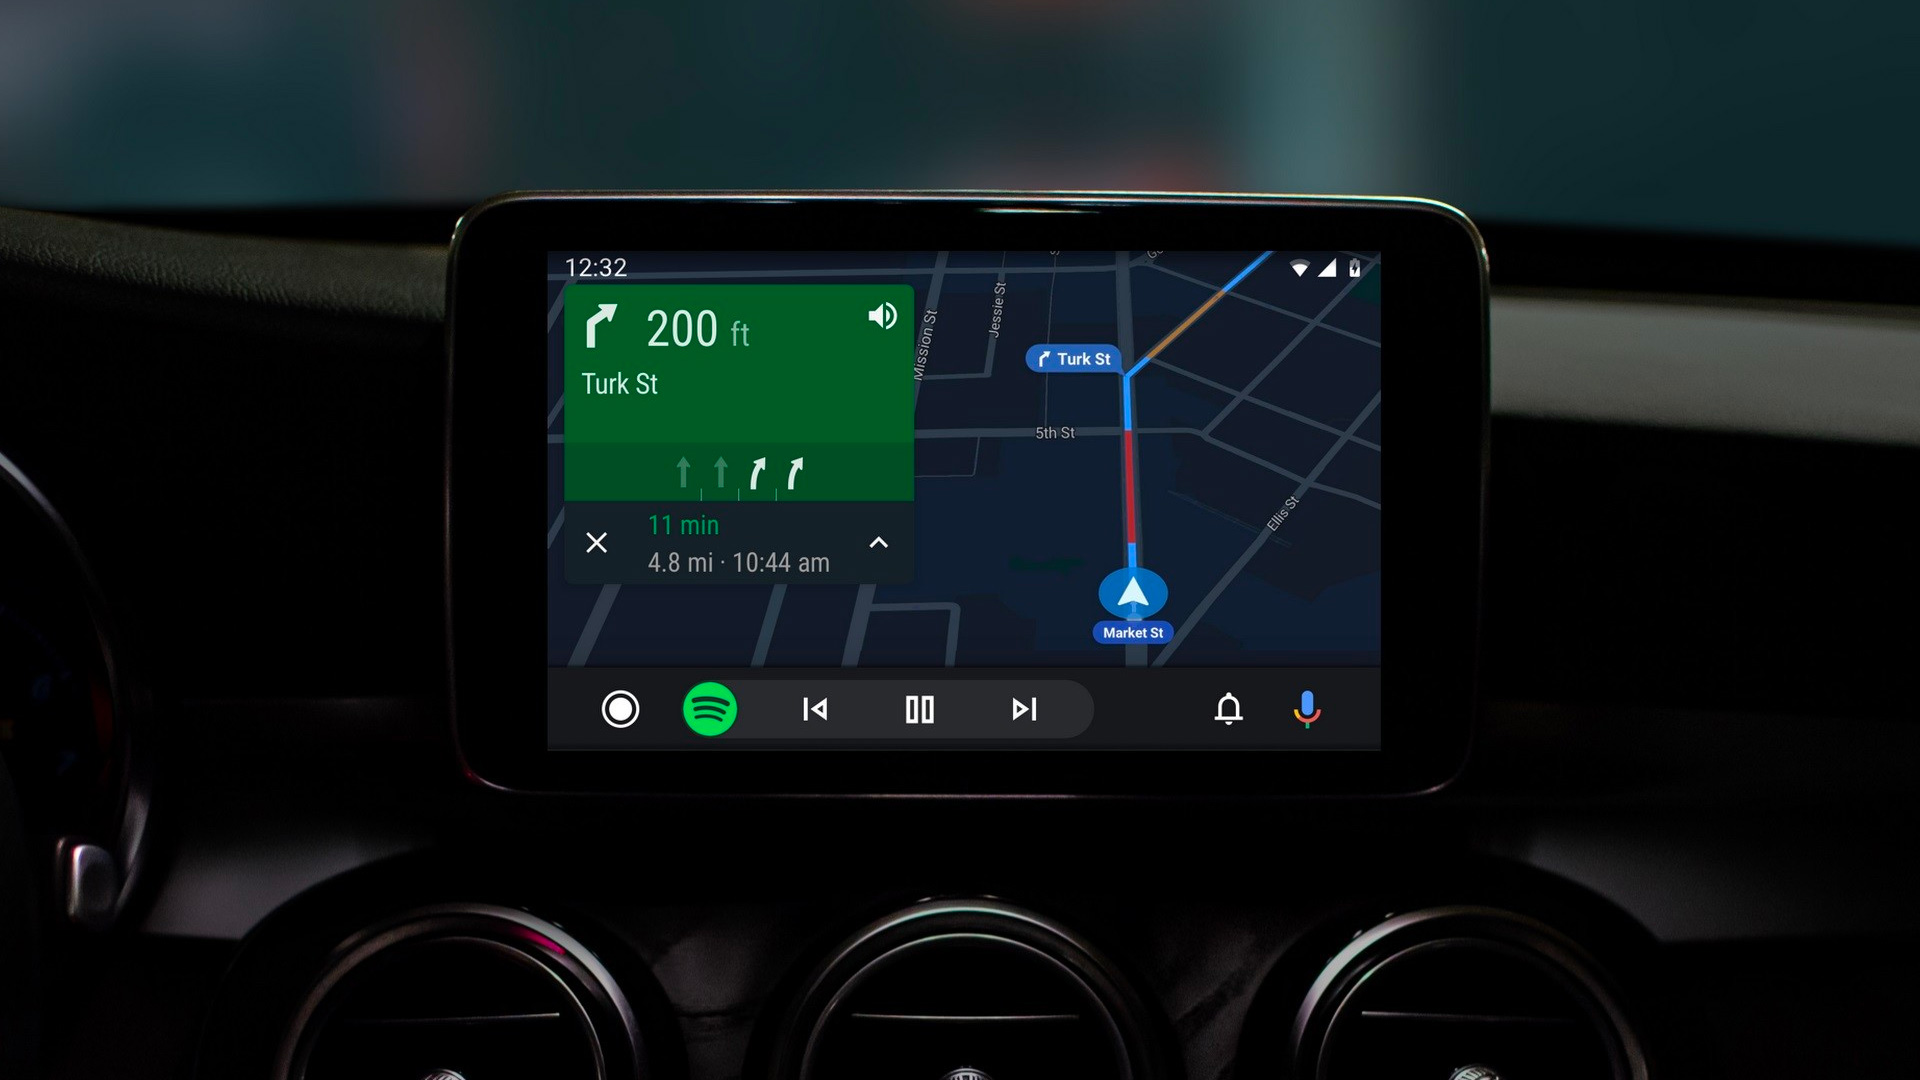 12:32
200 ft
Turk St
11 min
4.8 mi · 10:44 am
Mission St
Jessie St
Turk St
5th St
Ellis St
Market St